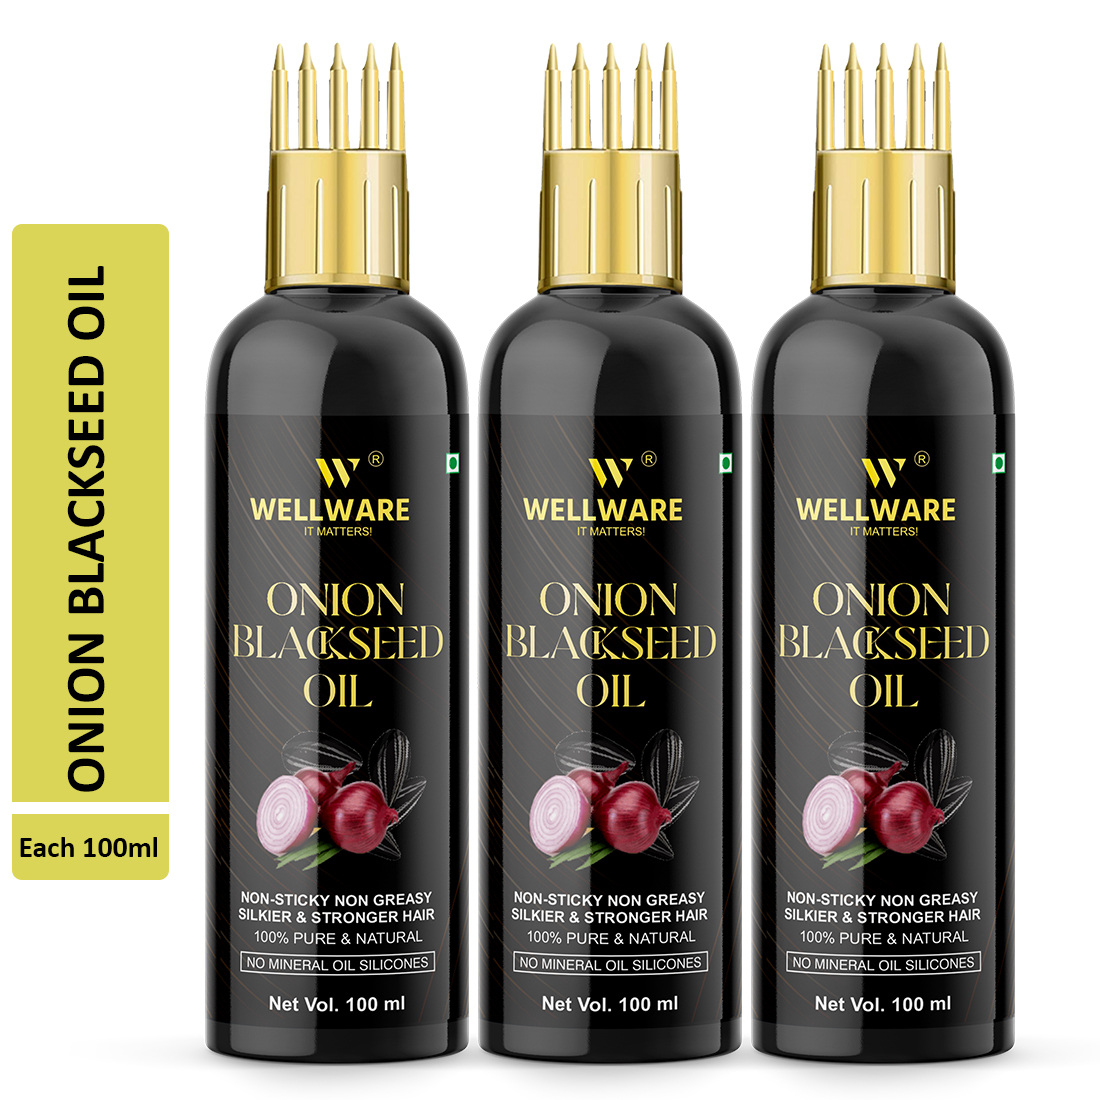 ONION BLACKSEED OIL
Each 100ml
W ®
WELLWARE
IT MATTERS!
ONION
BLACKSEED
OIL
NON-STICKY NON GREASY
SILKIER & STRONGER HAIR
100% PURE & NATURAL
NO MINERAL OIL SILICONES
Net Vol. 100 ml
W ®
WELLWARE
IT MATTERS!
ONION
BLACKSEED
OIL
NON-STICKY NON GREASY
SILKIER & STRONGER HAIR
100% PURE & NATURAL
NO MINERAL OIL SILICONES
Net Vol. 100 ml
W ®
WELLWARE
IT MATTERS!
ONION
BLACKSEED
OIL
NON-STICKY NON GREASY
SILKIER & STRONGER HAIR
100% PURE & NATURAL
NO MINERAL OIL SILICONES
Net Vol. 100 ml